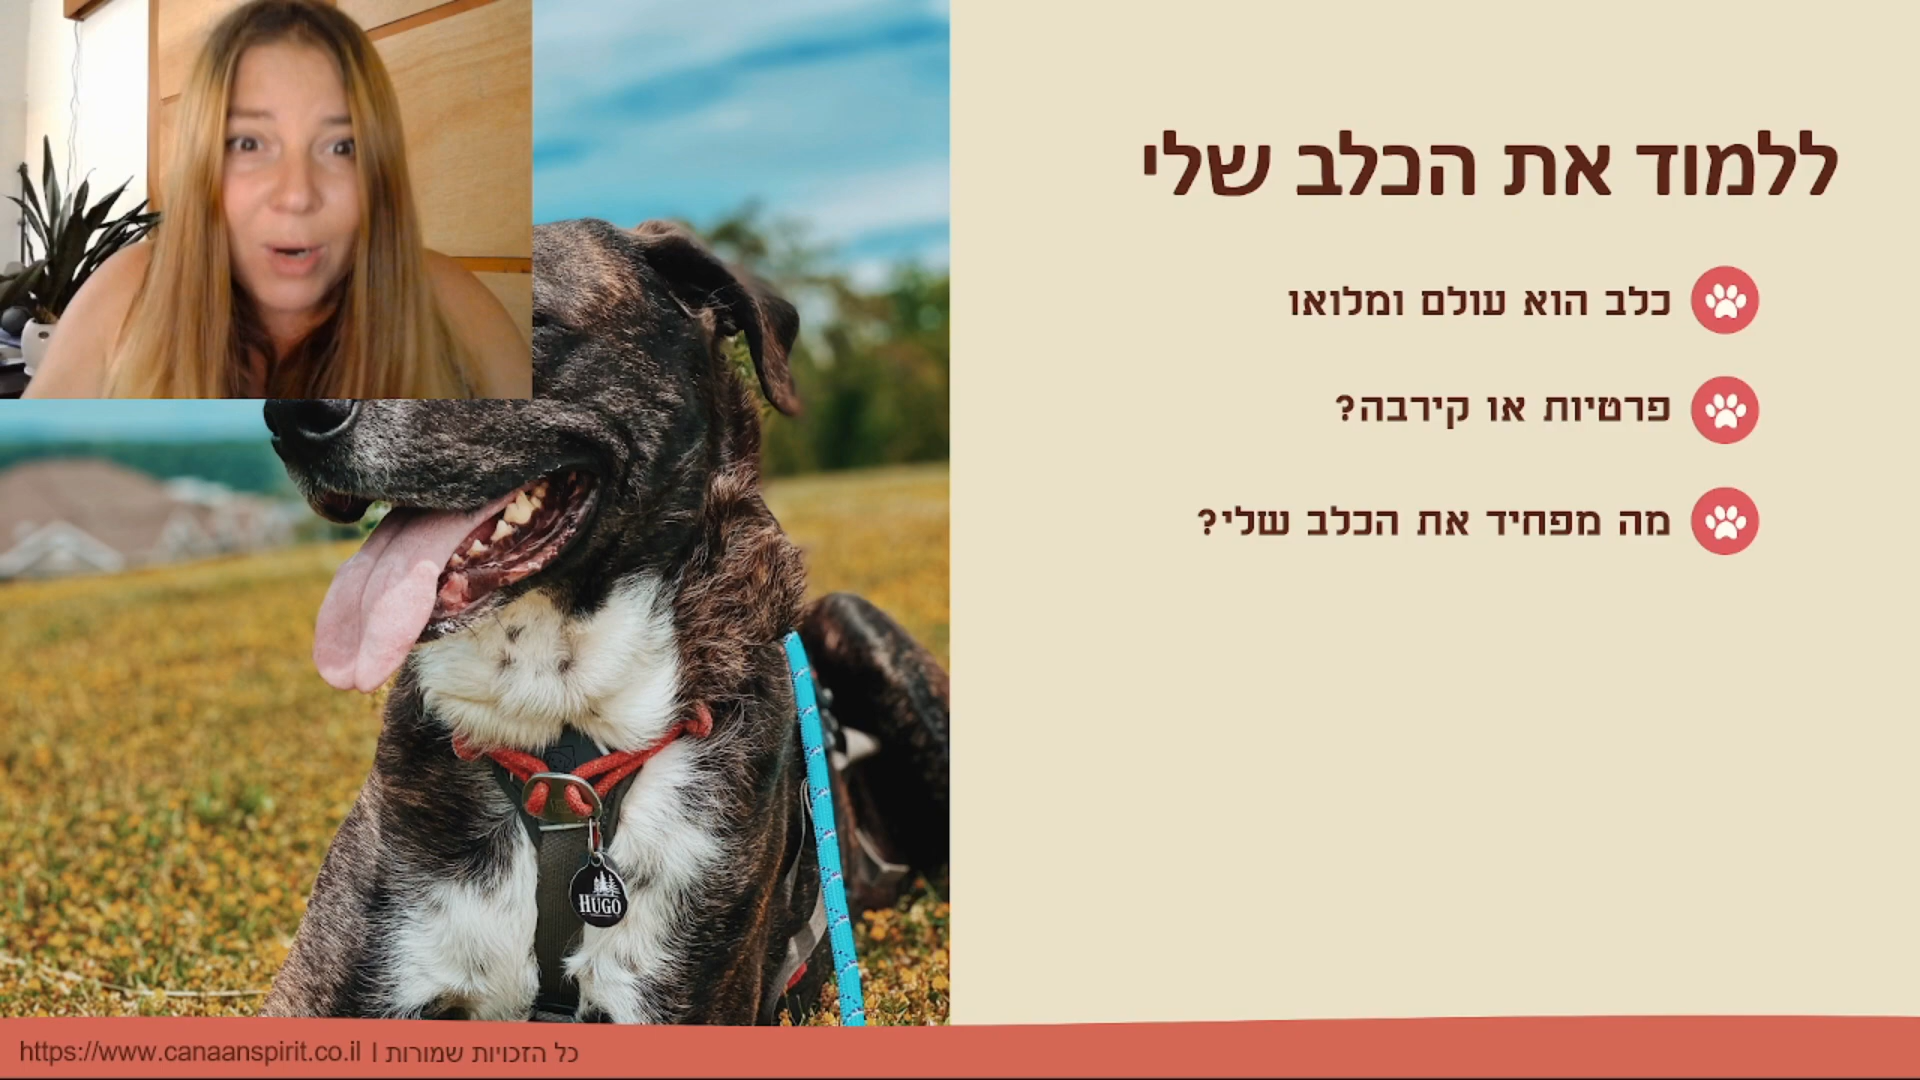 ללמוד את הכלב שלי
כלב הוא עולם ומלואו
פרטיות או קירבה?
מה מפחיד את הכלב שלי?
HUGO
https://www.canaanspirit.co.il | כל הזכויות שמורות